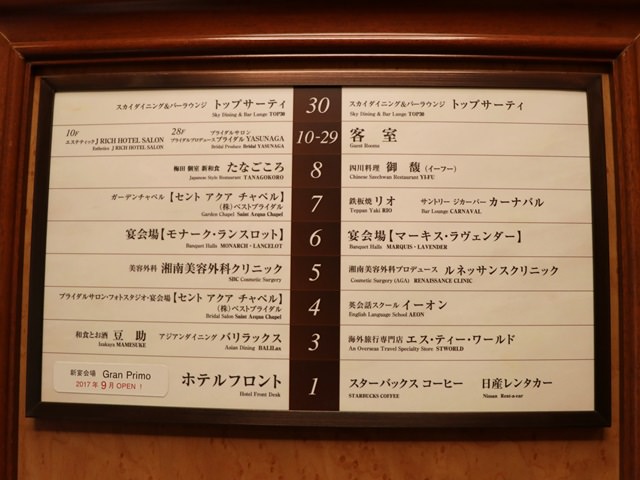 スカイダイニング&バーラウンジ トップサーティ
Sky Dining & Bar Lunge TOP30
30
スカイダイニング&バーラウンジ トップサーティ
Sky Dining & Bar Lunge TOP30
10F
エステティック J RICH HOTEL SALON
Esthetics J RICH HOTEL SALON
28F ブライダルサロン
ブライダルプロデュース ブライダル YASUNAGA
Bridal Produce Bridal YASUNAGA
10-29
客室
Guest Rooms
梅田 個室 新和食 たなごころ
Japanese Style Restaurant TANAGOKORO
8
四川料理 御馥(イーフー)
Chinese Szechwan Restaurant YI-FU
ガーデンチャペル【セント アクア チャペル】
(株)ベストブライダル
Garden Chapel Saint Acqua Chapel
7
鉄板焼 リオ
Teppan Yaki RIO
サントリー ジガーバー カーナバル
Bar Lounge CARNAVAL
宴会場【モナーク・ランスロット】
Banquet Halls MONARCH・LANCELOT
6
宴会場【マーキス・ラヴェンダー】
Banquet Halls MARQUIS・LAVENDER
美容外科 湘南美容外科クリニック
SBC Cosmetic Surgery
5
湘南美容外科プロデュース ルネッサンスクリニック
Cosmetic Surgery (AGA) RENAISSANCE CLINIC
ブライダルサロン・フォトスタジオ・宴会場【セント アクア チャペル】
(株)ベストブライダル
Bridal Salon Saint Acqua Chapel
4
英会話スクール イーオン
English Language School AEON
和食とお酒 豆助
Izakaya MAMESUKE
アジアンダイニング バリラックス
Asian Dining BALILax
3
海外旅行専門店 エス・ティー・ワールド
An Overseas Travel Specialty Store STWORLD
新宴会場 Gran Primo
2017年9月OPEN!
ホテルフロント
Hotel Front Desk
1
スターバックス コーヒー
STARBUCKS COFFEE
日産レンタカー
Nissan Rent-a-car